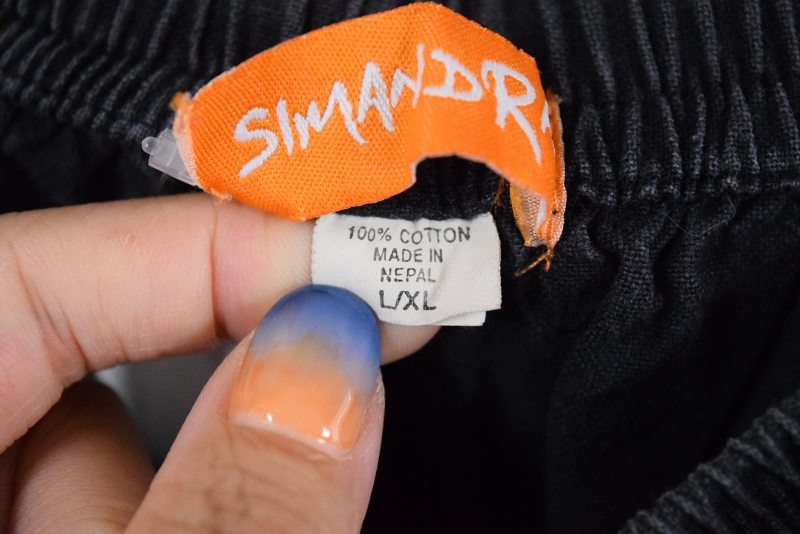 SIMANDRA
100% COTTON
MADE IN
NEPAL
L/XL